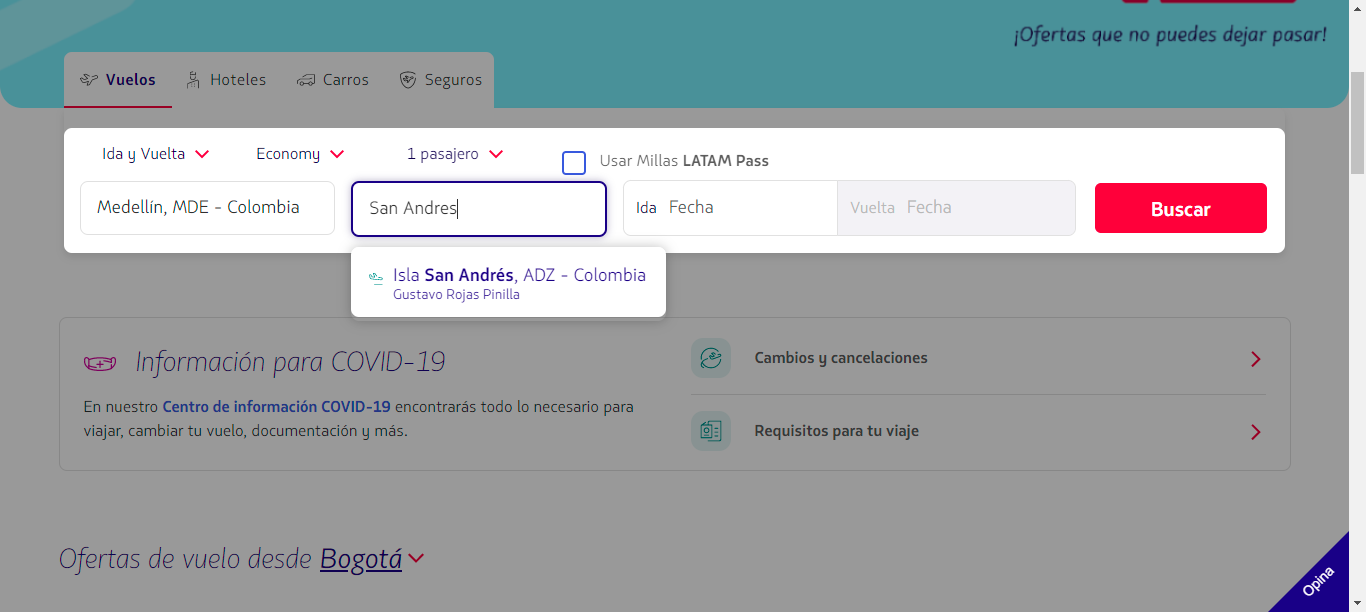 ¡Ofertas que no puedes dejar pasar!
Vuelos Hoteles Carros Seguros
Ida y Vuelta Economy 1 pasajero Usar Millas LATAM Pass
Medellín, MDE - Colombia San Andres Ida Fecha Vuelta Fecha Buscar
Isla San Andrés, ADZ - Colombia
Gustavo Rojas Pinilla
Información para COVID-19
En nuestro Centro de información COVID-19 encontrarás todo lo necesario para
viajar, cambiar tu vuelo, documentación y más.
Cambios y cancelaciones
Requisitos para tu viaje
Ofertas de vuelo desde Bogotá
Opina